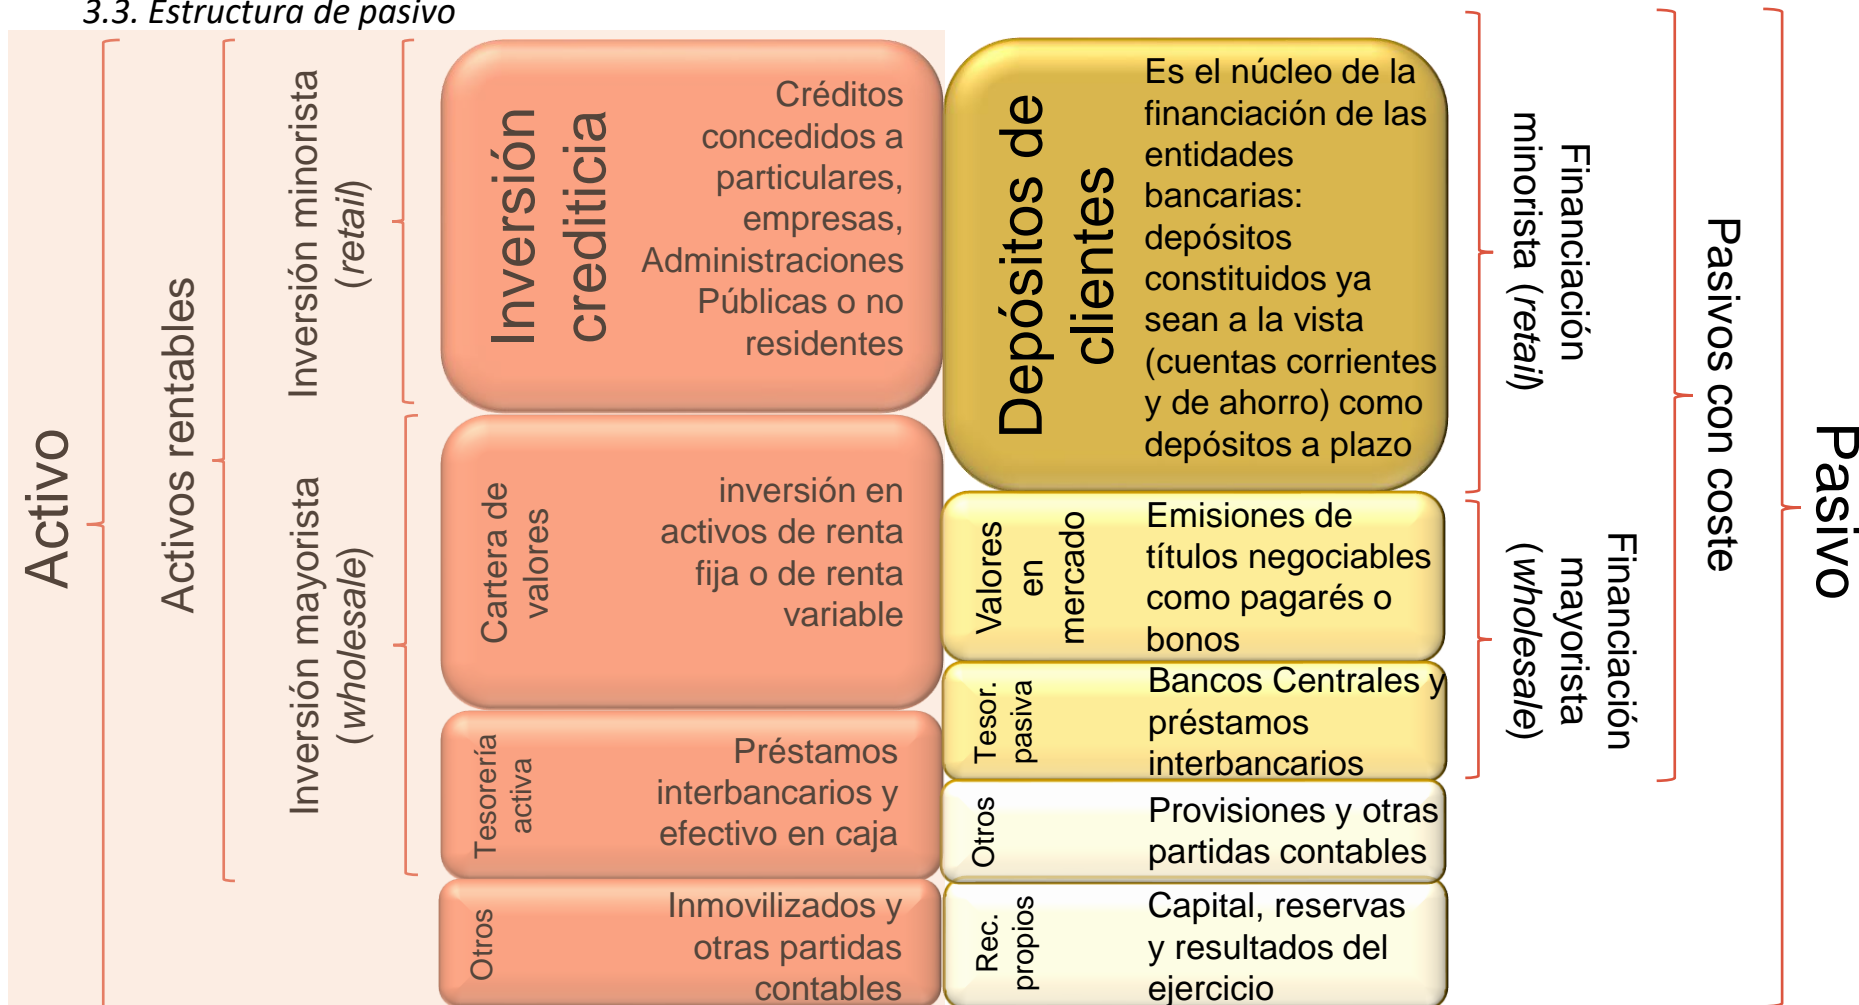 3.3. Estructura de pasivo
Activo
Activos rentables
Inversión minorista
(retail)
Inversión mayorista
(wholesale)
Inversión
crediticia
Créditos
concedidos a
particulares,
empresas,
Administraciones
Públicas o no
residentes
Cartera de
valores
inversión en
activos de renta
fija o de renta
variable
Tesorería
activa
Préstamos
interbancarios y
efectivo en caja
Otros
Inmovilizados y
otras partidas
contables
Depósitos de
clientes
Es el núcleo de la
financiación de las
entidades
bancarias:
depósitos
constituidos ya
sean a la vista
(cuentas corrientes
y de ahorro) como
depósitos a plazo
Valores
en
mercado
Emisiones de
títulos negociables
como pagarés o
bonos
Tesor.
pasiva
Bancos Centrales y
préstamos
interbancarios
Otros
Provisiones y otras
partidas contables
Rec.
propios
Capital, reservas
y resultados del
ejercicio
Financiación
minorista (retail)
Financiación
mayorista
(wholesale)
Pasivos con coste
Pasivo